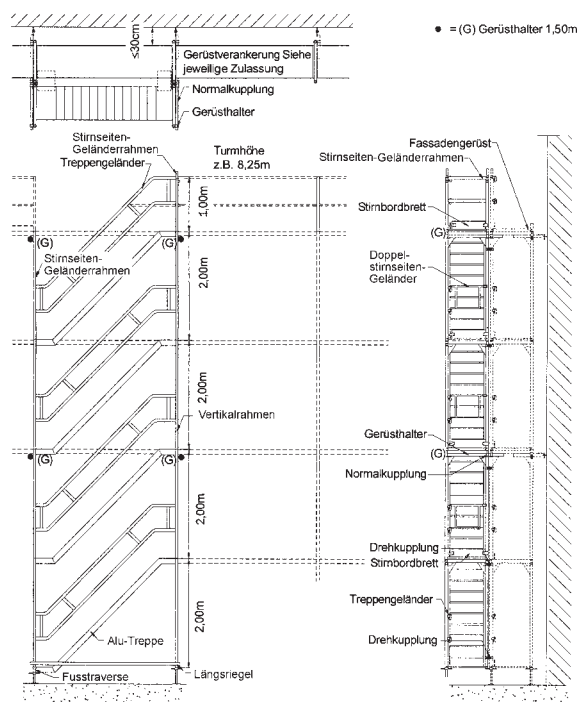 ● = (G) Gerüsthalter 1,50m
≤30cm
Gerüstverankerung Siehe
jeweilige Zulassung
Normalkupplung
Gerüsthalter
Stirnseiten-
Geländerrahmen
Treppengeländer
Turmhöhe
z.B. 8,25m
1,00m
(G)
(G)
Stirnseiten-
Geländerrahmen
2,00m
2,00m
Vertikalrahmen
(G)
(G)
2,00m
2,00m
Alu-Treppe
Fusstraverse
Längsriegel
Fassadengerüst
Stirnseiten-Geländerrahmen
Stirnbordbrett
(G)
Doppel-
stirnseiten-
Geländer
Gerüsthalter
(G)
Normalkupplung
Drehkupplung
Stirnbordbrett
Treppengeländer
Drehkupplung